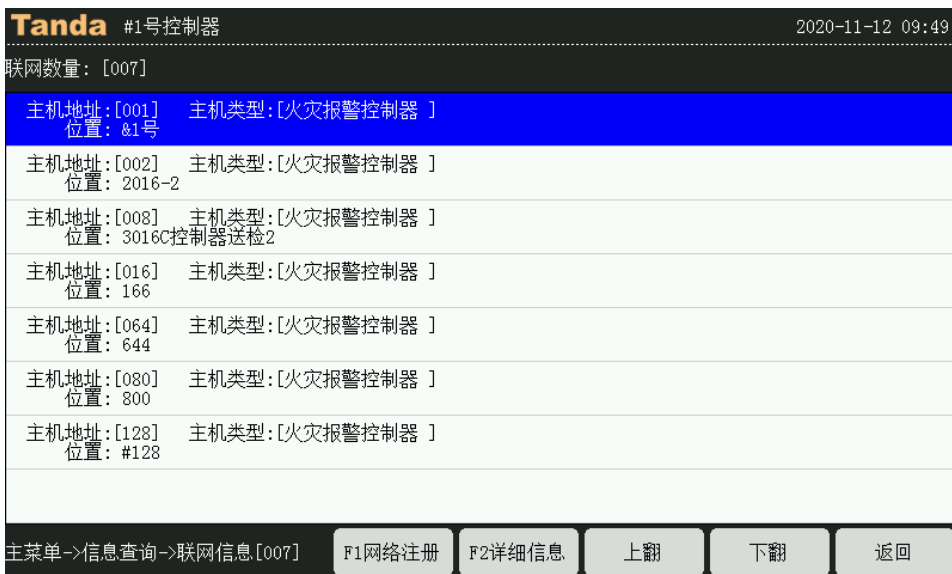 Tanda #1号控制器 2020-11-12 09:49
联网数量: [007]
主机地址:[001] 主机类型:[火灾报警控制器 ]
位置: &1号
主机地址:[002] 主机类型:[火灾报警控制器 ]
位置: 2016-2
主机地址:[008] 主机类型:[火灾报警控制器 ]
位置: 3016C控制器送检2
主机地址:[016] 主机类型:[火灾报警控制器 ]
位置: 166
主机地址:[064] 主机类型:[火灾报警控制器 ]
位置: 644
主机地址:[080] 主机类型:[火灾报警控制器 ]
位置: 800
主机地址:[128] 主机类型:[火灾报警控制器 ]
位置: #128
主菜单->信息查询->联网信息[007] F1网络注册 F2详细信息 上翻 下翻 返回